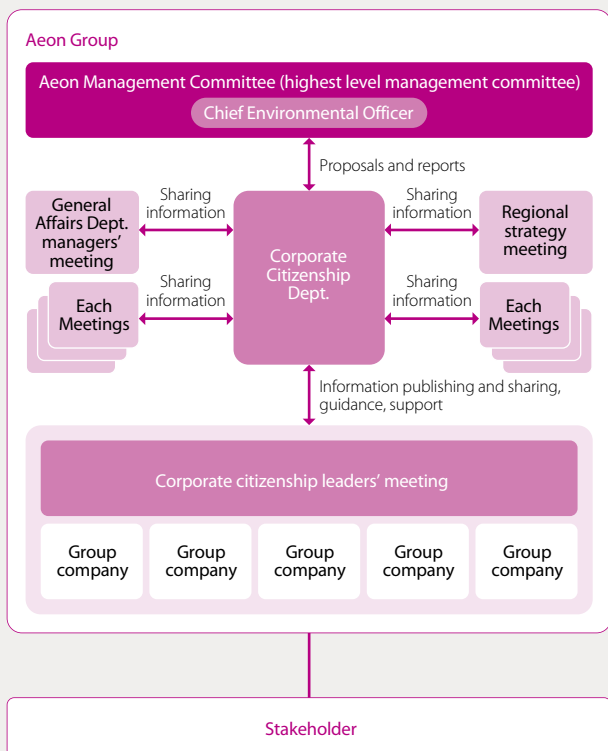 Aeon Group
Aeon Management Committee (highest level management committee)
Chief Environmental Officer
Proposals and reports
General
Affairs Dept.
managers'
meeting
Sharing
information
Corporate
Citizenship
Dept.
Sharing
information
Regional
strategy
meeting
Each
Meetings
Sharing
information
Sharing
information
Each
Meetings
Information publishing and sharing,
guidance, support
Corporate citizenship leaders' meeting
Group
company
Group
company
Group
company
Group
company
Group
company
Stakeholder